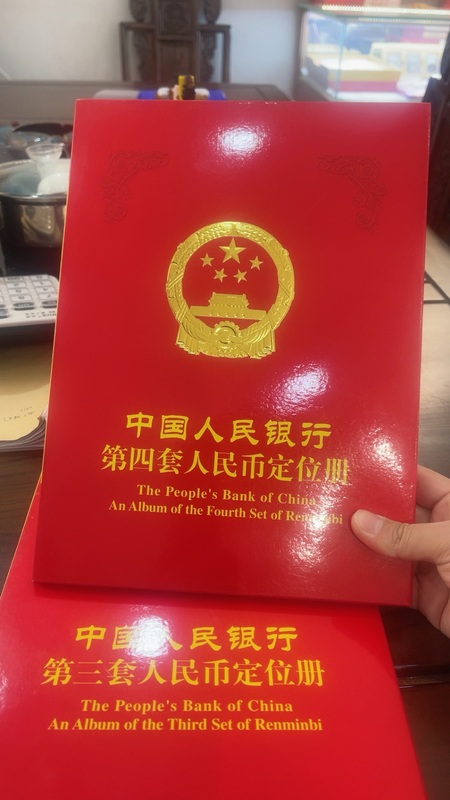 中国人民银行
第四套人民币定位册
The People's Bank of China
An Album of the Fourth Set of Renminbi
中国人民银行
第三套人民币定位册
The People's Bank of China
An Album of the Third Set of Renminbi